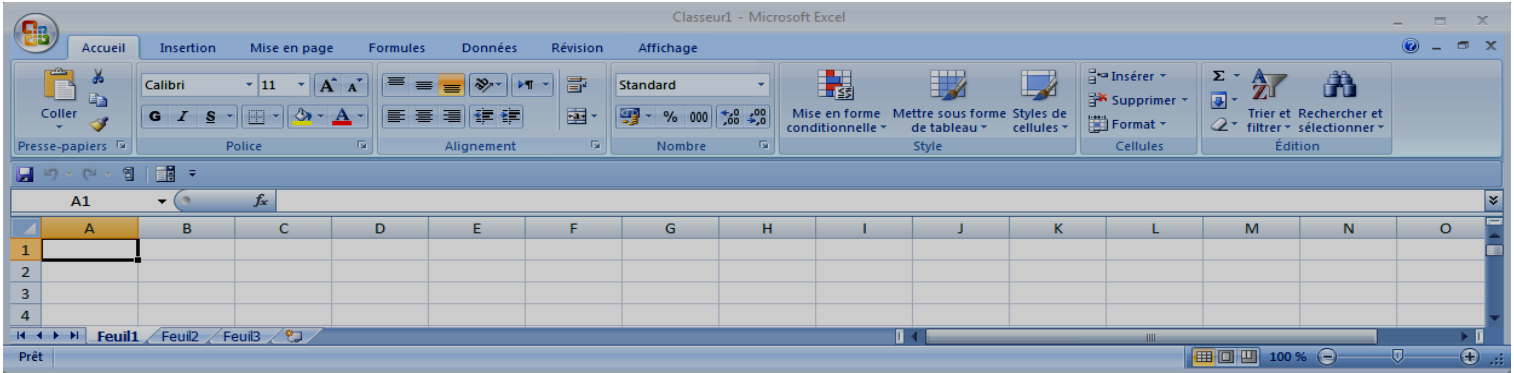 Classeur1 - Microsoft Excel
Accueil Insertion Mise en page Formules Données Révision Affichage
Calibri 11 A A Standard Σ Insérer
Coller Supprimer
G I S A % 000 ,00 ,00 Mise en forme conditionnelle Mettre sous forme de tableau Styles de cellules Format Trier et filtrer Rechercher et sélectionner
Presse-papiers Police Alignement Nombre Style Cellules Édition
A1 fx
A B C D E F G H I J K L M N O
1
2
3
4
Feuil1 Feuil2 Feuil3
Prêt 100 %